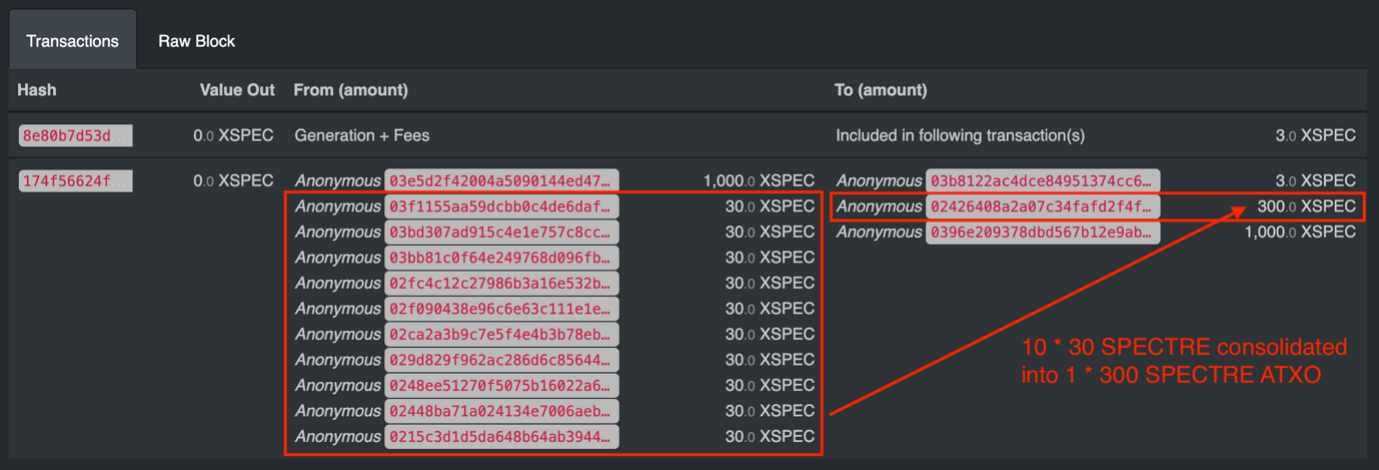 Transactions Raw Block
Hash Value Out From (amount) To (amount)
8e80b7d53d 0.0 XSPEC Generation + Fees Included in following transaction(s) 3.0 XSPEC
174f56624f 0.0 XSPEC Anonymous 03e5d2f42004a5090144ed47… 1,000.0 XSPEC Anonymous 03b8122ac4dce84951374cc6… 3.0 XSPEC
Anonymous 03f1155aa59dcbb0c4de6daf… 30.0 XSPEC Anonymous 02426408a2a07c34fafd2f4f… 300.0 XSPEC
Anonymous 03bd307ad915c4e1e757c8cc… 30.0 XSPEC Anonymous 0396e209378dbd567b12e9ab… 1,000.0 XSPEC
Anonymous 03bb81c0f64e249768d096fb… 30.0 XSPEC
Anonymous 02fc4c12c27986b3a16e532b… 30.0 XSPEC
Anonymous 02f090438e96c6e63c111e1e… 30.0 XSPEC
Anonymous 02ca2a3b9c7e5f4e4b3b78eb… 30.0 XSPEC
Anonymous 029d829f962ac286d6c85644… 30.0 XSPEC
Anonymous 0248ee51270f5075b16022a6… 30.0 XSPEC
Anonymous 02448ba71a024134e7006aeb… 30.0 XSPEC
Anonymous 0215c3d1d5da648b64ab3944… 30.0 XSPEC
10 * 30 SPECTRE consolidated
into 1 * 300 SPECTRE ATXO